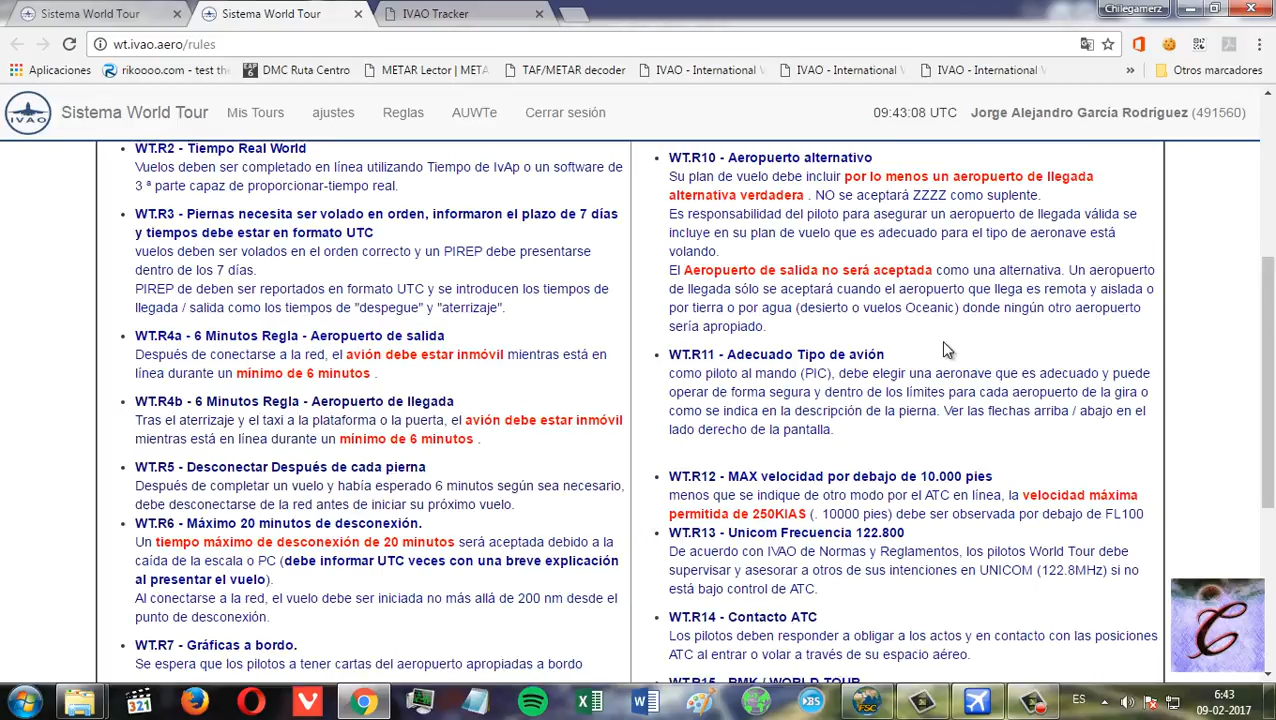 Sistema World Tour
Sistema World Tour
IVAO Tracker
Chilegamerz
wt.ivao.aero/rules
Aplicaciones
rikoooo.com - test the
DMC Ruta Centro
METAR Lector | MET
TAF/METAR decoder
IVAO - International
IVAO - International
IVAO - International
Otros marcadores
IVAO
Sistema World Tour
Mis Tours
ajustes
Reglas
AUWTe
Cerrar sesión
09:43:08 UTC
Jorge Alejandro García Rodríguez (491560)
WT.R2 - Tiempo Real World
Vuelos deben ser completado en línea utilizando Tiempo de IvAp o un software de
3 ª parte capaz de proporcionar-tiempo real.
WT.R3 - Piernas necesita ser volado en orden, informaron el plazo de 7 días
y tiempos debe estar en formato UTC
vuelos deben ser volados en el orden correcto y un PIREP debe presentarse
dentro de los 7 días.
PIREP de deben ser reportados en formato UTC y se introducen los tiempos de
llegada / salida como los tiempos de "despegue" y "aterrizaje".
WT.R4a - 6 Minutos Regla - Aeropuerto de salida
Después de conectarse a la red, el avión debe estar inmóvil mientras está en
línea durante un mínimo de 6 minutos .
WT.R4b - 6 Minutos Regla - Aeropuerto de llegada
Tras el aterrizaje y el taxi a la plataforma o la puerta, el avión debe estar inmóvil
mientras está en línea durante un mínimo de 6 minutos .
WT.R5 - Desconectar Después de cada pierna
Después de completar un vuelo y había esperado 6 minutos según sea necesario,
debe desconectarse de la red antes de iniciar su próximo vuelo.
WT.R6 - Máximo 20 minutos de desconexión.
Un tiempo máximo de desconexión de 20 minutos será aceptada debido a la
caída de la escala o PC (debe informar UTC veces con una breve explicación
al presentar el vuelo).
Al conectarse a la red, el vuelo debe ser iniciada no más allá de 200 nm desde el
punto de desconexión.
WT.R7 - Gráficas a bordo.
Se espera que los pilotos a tener cartas del aeropuerto apropiadas a bordo
WT.R10 - Aeropuerto alternativo
Su plan de vuelo debe incluir por lo menos un aeropuerto de llegada
alternativa verdadera . NO se aceptará ZZZZ como suplente.
Es responsabilidad del piloto para asegurar un aeropuerto de llegada válida se
incluye en su plan de vuelo que es adecuado para el tipo de aeronave está
volando.
El Aeropuerto de salida no será aceptada como una alternativa. Un aeropuerto
de llegada sólo se aceptará cuando el aeropuerto que llega es remota y aislada o
por tierra o por agua (desierto o vuelos Oceanic) donde ningún otro aeropuerto
sería apropiado.
WT.R11 - Adecuado Tipo de avión
como piloto al mando (PIC), debe elegir una aeronave que es adecuado y puede
operar de forma segura y dentro de los límites para cada aeropuerto de la gira o
como se indica en la descripción de la pierna. Ver las flechas arriba / abajo en el
lado derecho de la pantalla.
WT.R12 - MAX velocidad por debajo de 10.000 pies
menos que se indique de otro modo por el ATC en línea, la velocidad máxima
permitida de 250KIAS (. 10000 pies) debe ser observada por debajo de FL100
WT.R13 - Unicom Frecuencia 122.800
De acuerdo con IVAO de Normas y Reglamentos, los pilotos World Tour debe
supervisar y asesorar a otros de sus intenciones en UNICOM (122.8MHz) si no
está bajo control de ATC.
WT.R14 - Contacto ATC
Los pilotos deben responder a obligar a los actos y en contacto con las posiciones
ATC al entrar o volar a través de su espacio aéreo.
WT.R15 - RMK / WORLD TOUR
321
FSC
ES
6:43
09-02-2017